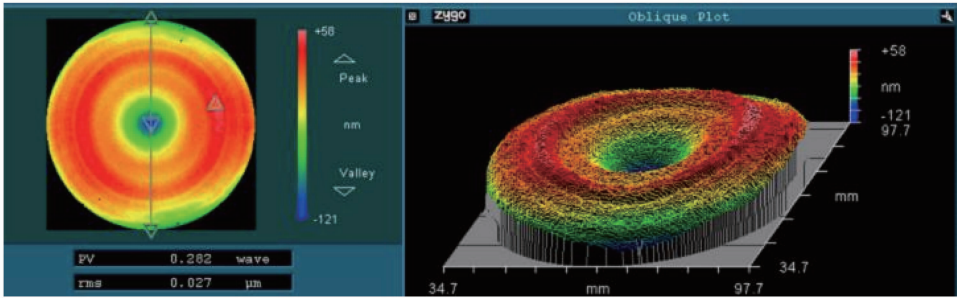 +58
Peak
nm
Valley
-121
PV 0.282 wave
rms 0.027 μm
zygo Oblique Plot
+58
nm
-121
97.7
mm
34.7
34.7 mm 97.7